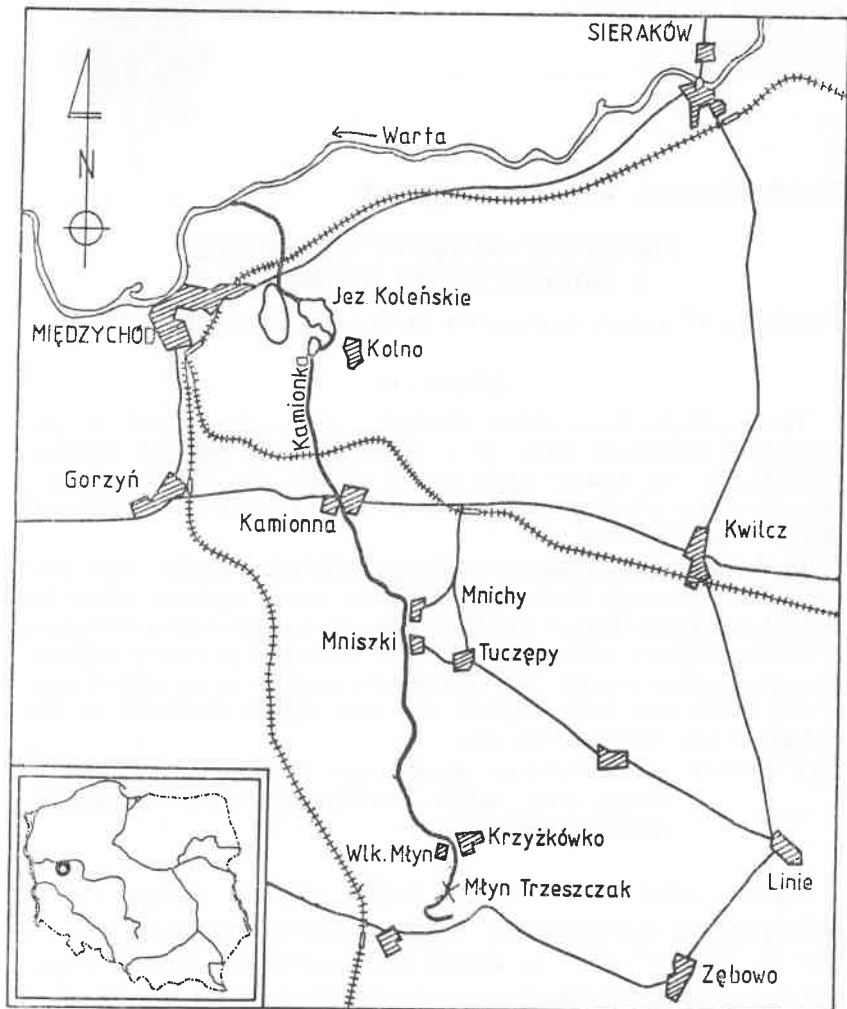 SIERAKÓW
Warta
N
Jez. Koleńskie
MIĘDZYCHÓD
Kolno
Kamionka
Gorzyń
Kamionna
Kwilcz
Mnichy
Mniszki
Tuczępy
Krzyżkówko
Wlk. Młyn
Młyn Trzeszczak
Linie
Zębowo